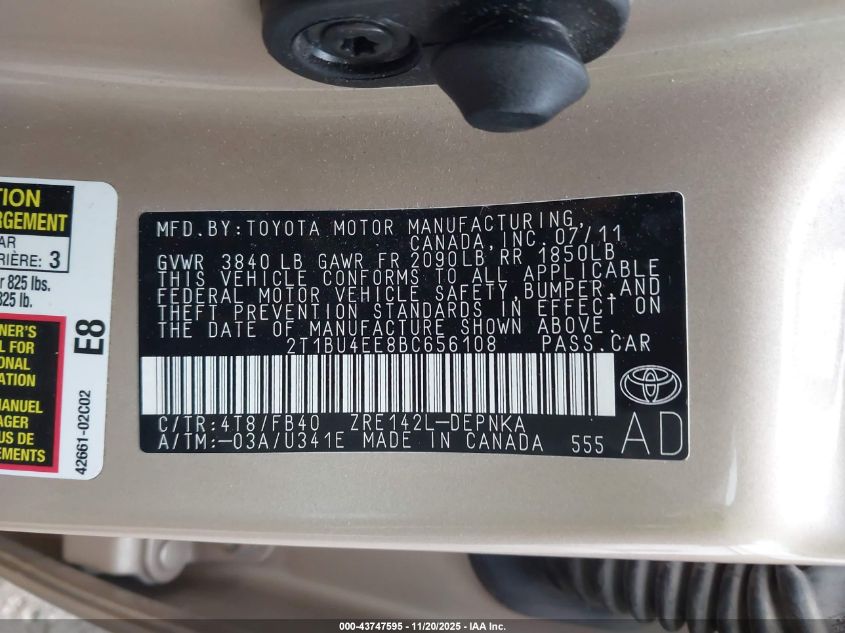 TION
RGEMENT
AR
RIÈRE: 3
r 825 lbs.
825 lb.
NER'S
L FOR
ONAL
ATION
MANUEL
AGER
US DE
NTS
E8
42661-02C02
MFD. BY: TOYOTA MOTOR MANUFACTURING,
CANADA, INC. 07/11
GVWR 3840 LB GAWR FR 2090LB RR 1850LB
THIS VEHICLE CONFORMS TO ALL APPLICABLE
FEDERAL MOTOR VEHICLE SAFETY, BUMPER, AND
THEFT PREVENTION STANDARDS IN EFFECT ON
THE DATE OF MANUFACTURE SHOWN ABOVE.
2T1BU4EE8BC656108 PASS. CAR
C/TR: 4T8/FB40 ZRE142L-DEPNKA
A/TM: -03A/U341E MADE IN CANADA 555
AD
000-43747595 - 11/20/2025 - IAA Inc.